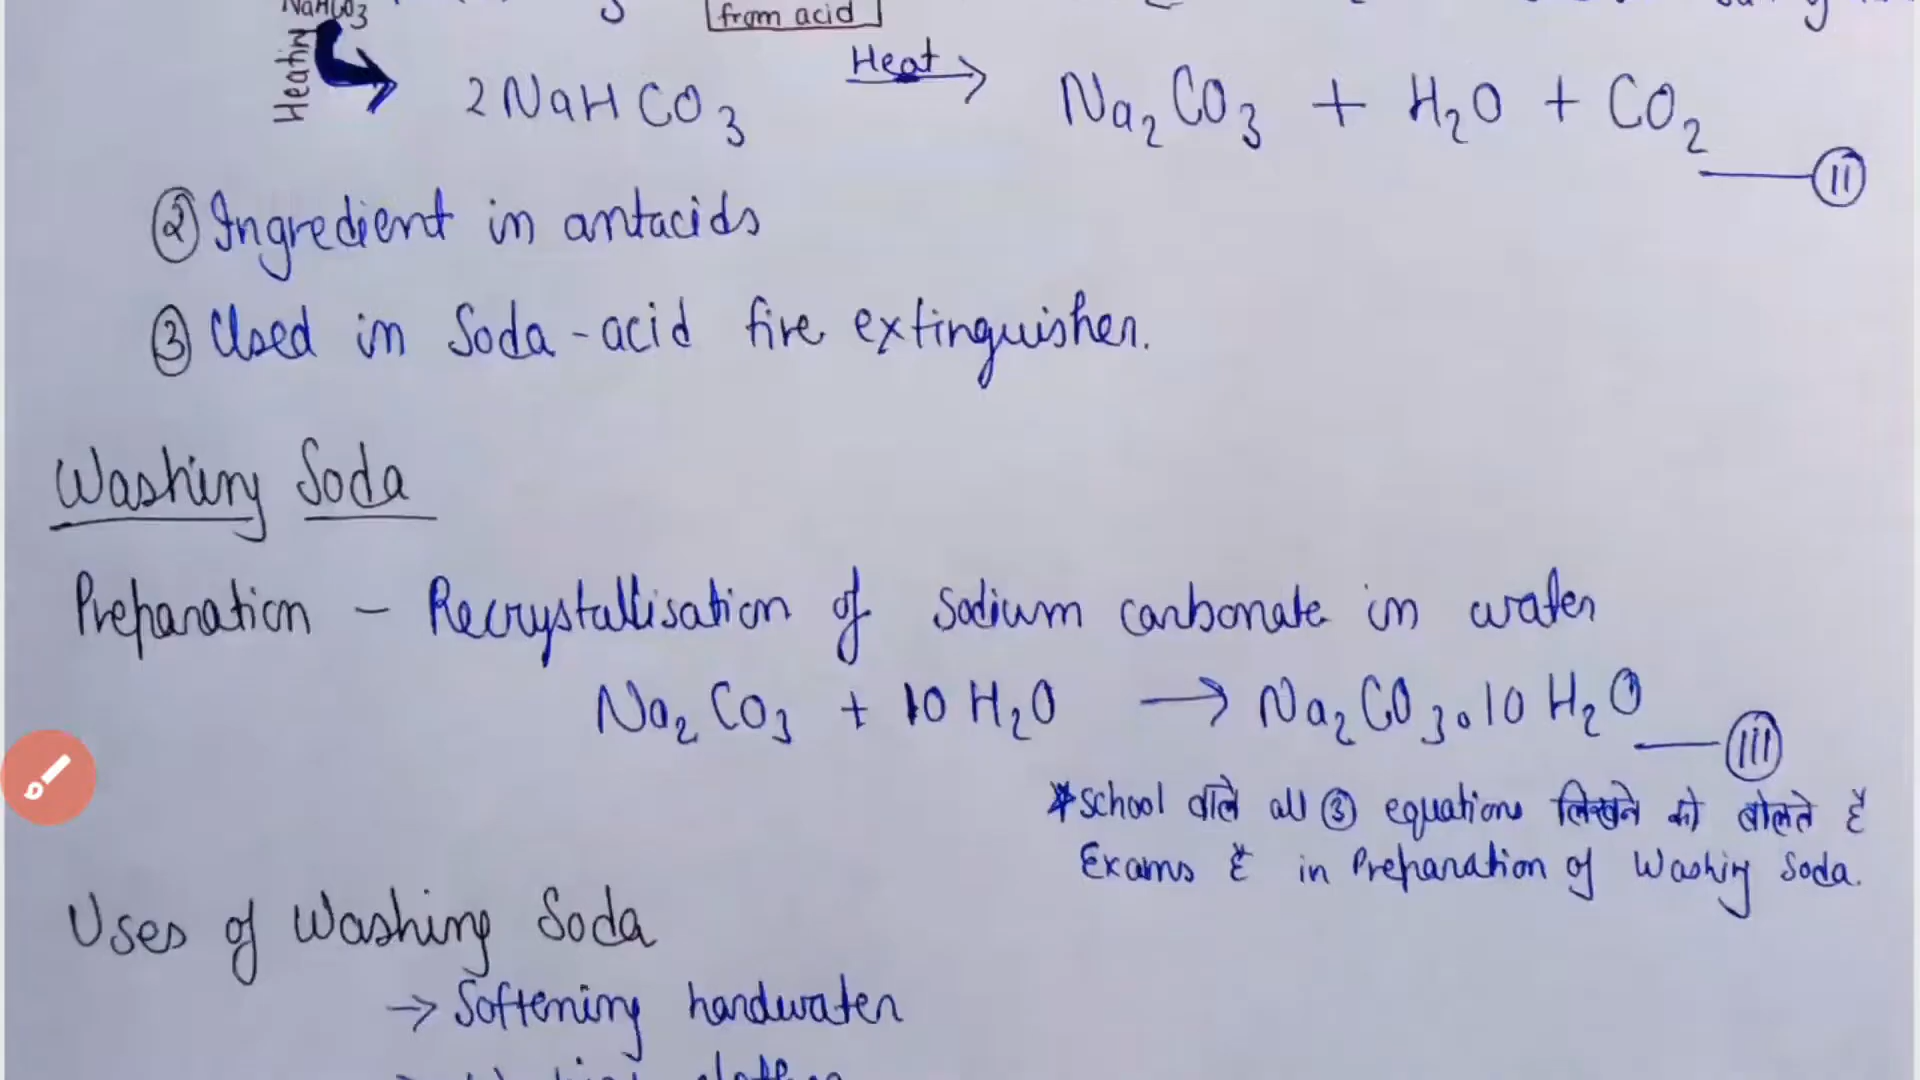 NaHCO3
from acid
Heating
2NaHCO3 Heat → Na2CO3 + H2O + CO2 — II
② Ingredient in antacids
③ Used in Soda-acid fire extinguisher.
Washing Soda
Preparation - Recrystallisation of sodium carbonate in water
Na2CO3 + 10 H2O → Na2CO3.10 H2O — III
* School वाले all ③ equations लिखने को बोलते है
Exams है in Preparation of Washing Soda.
Uses of Washing Soda
→ Softening hardwater